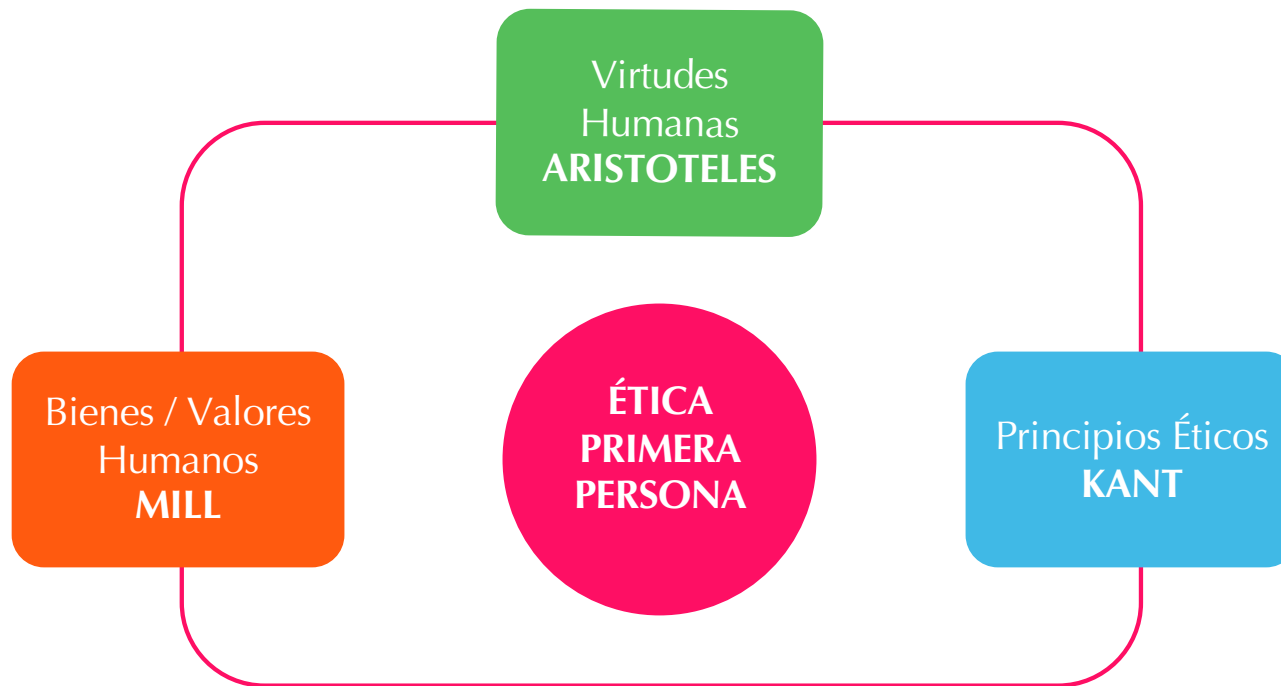 Virtudes
Humanas
ARISTOTELES
Bienes / Valores
Humanos
MILL
ÉTICA
PRIMERA
PERSONA
Principios Éticos
KANT